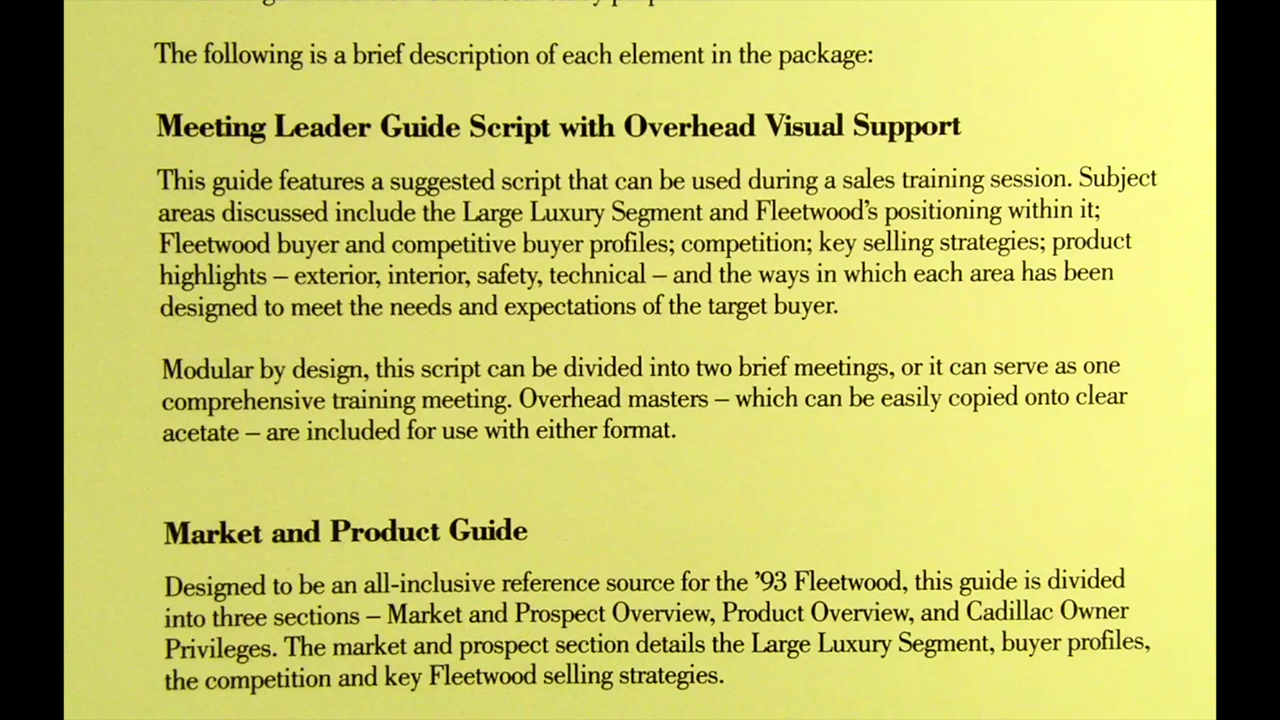 The following is a brief description of each element in the package:
Meeting Leader Guide Script with Overhead Visual Support
This guide features a suggested script that can be used during a sales training session. Subject
areas discussed include the Large Luxury Segment and Fleetwood's positioning within it;
Fleetwood buyer and competitive buyer profiles; competition; key selling strategies; product
highlights – exterior, interior, safety, technical – and the ways in which each area has been
designed to meet the needs and expectations of the target buyer.
Modular by design, this script can be divided into two brief meetings, or it can serve as one
comprehensive training meeting. Overhead masters – which can be easily copied onto clear
acetate – are included for use with either format.
Market and Product Guide
Designed to be an all-inclusive reference source for the '93 Fleetwood, this guide is divided
into three sections – Market and Prospect Overview, Product Overview, and Cadillac Owner
Privileges. The market and prospect section details the Large Luxury Segment, buyer profiles,
the competition and key Fleetwood selling strategies.